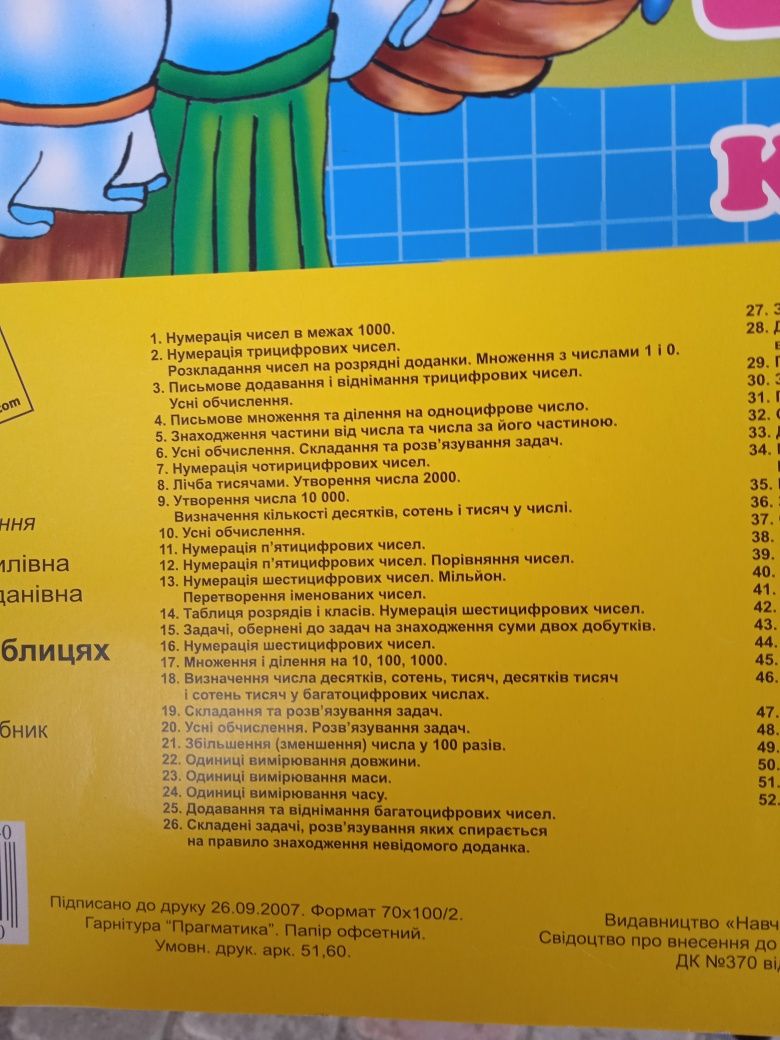 К
com
ння
илівна
данівна
блицях
бник
1. Нумерація чисел в межах 1000.
2. Нумерація трицифрових чисел.
Розкладання чисел на розрядні доданки. Множення з числами 1 і 0.
3. Письмове додавання і віднімання трицифрових чисел.
Усні обчислення.
4. Письмове множення та ділення на одноцифрове число.
5. Знаходження частини від числа та числа за його частиною.
6. Усні обчислення. Складання та розв'язування задач.
7. Нумерація чотирицифрових чисел.
8. Лічба тисячами. Утворення числа 2000.
9. Утворення числа 10 000.
Визначення кількості десятків, сотень і тисяч у числі.
10. Усні обчислення.
11. Нумерація п'ятицифрових чисел.
12. Нумерація п'ятицифрових чисел. Порівняння чисел.
13. Нумерація шестицифрових чисел. Мільйон.
Перетворення іменованих чисел.
14. Таблиця розрядів і класів. Нумерація шестицифрових чисел.
15. Задачі, обернені до задач на знаходження суми двох добутків.
16. Нумерація шестицифрових чисел.
17. Множення і ділення на 10, 100, 1000.
18. Визначення числа десятків, сотень, тисяч, десятків тисяч
і сотень тисяч у багатоцифрових числах.
19. Складання та розв'язування задач.
20. Усні обчислення. Розв'язування задач.
21. Збільшення (зменшення) числа у 100 разів.
22. Одиниці вимірювання довжини.
23. Одиниці вимірювання маси.
24. Одиниці вимірювання часу.
25. Додавання та віднімання багатоцифрових чисел.
26. Складені задачі, розв'язування яких спирається
на правило знаходження невідомого доданка.
27.
28.
29.
30.
31.
32.
33.
34.
35.
36.
37.
38.
39.
40.
41.
42.
43.
44.
45.
46.
47.
48.
49.
50.
51.
52.
Підписано до друку 26.09.2007. Формат 70x100/2.
Гарнітура "Прагматика". Папір офсетний.
Умовн. друк. арк. 51,60.
Видавництво «Навч
Свідоцтво про внесення до
ДК №370 ві